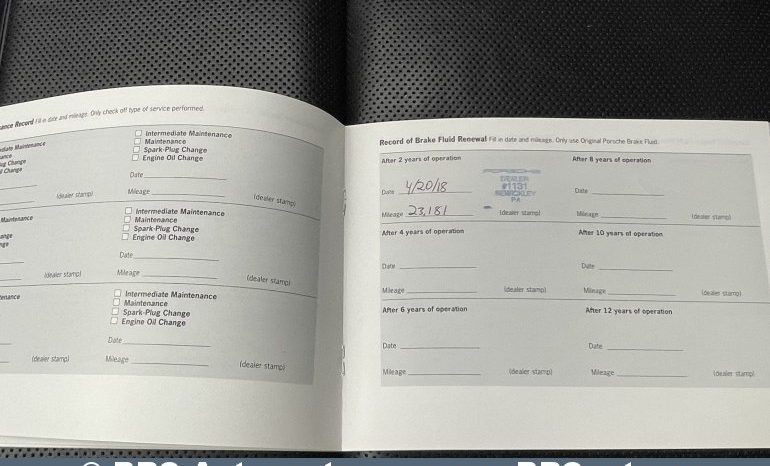 ance Record Fill in date and mileage. Only check off type of service performed.
Intermediate Maintenance
Maintenance
Spark-Plug Change
Engine Oil Change
Date
Mileage
(dealer stamp)
(dealer stamp)
Maintenance
Intermediate Maintenance
Maintenance
Spark-Plug Change
Engine Oil Change
Date
Mileage
(dealer stamp)
(dealer stamp)
tenance
Intermediate Maintenance
Maintenance
Spark-Plug Change
Engine Oil Change
Date
Mileage
(dealer stamp)
(dealer stamp)
Record of Brake Fluid Renewal Fill in date and mileage. Only use Original Porsche Brake Fluid.
After 2 years of operation
PORSCHE
DEALER
#1131
SEWICKLEY
PA
Date 4/20/18
Mileage 23,181
(dealer stamp)
After 8 years of operation
Date
Mileage
(dealer stamp)
After 4 years of operation
Date
Mileage
(dealer stamp)
After 10 years of operation
Date
Mileage
(dealer stamp)
After 6 years of operation
Date
Mileage
(dealer stamp)
After 12 years of operation
Date
Mileage
(dealer stamp)